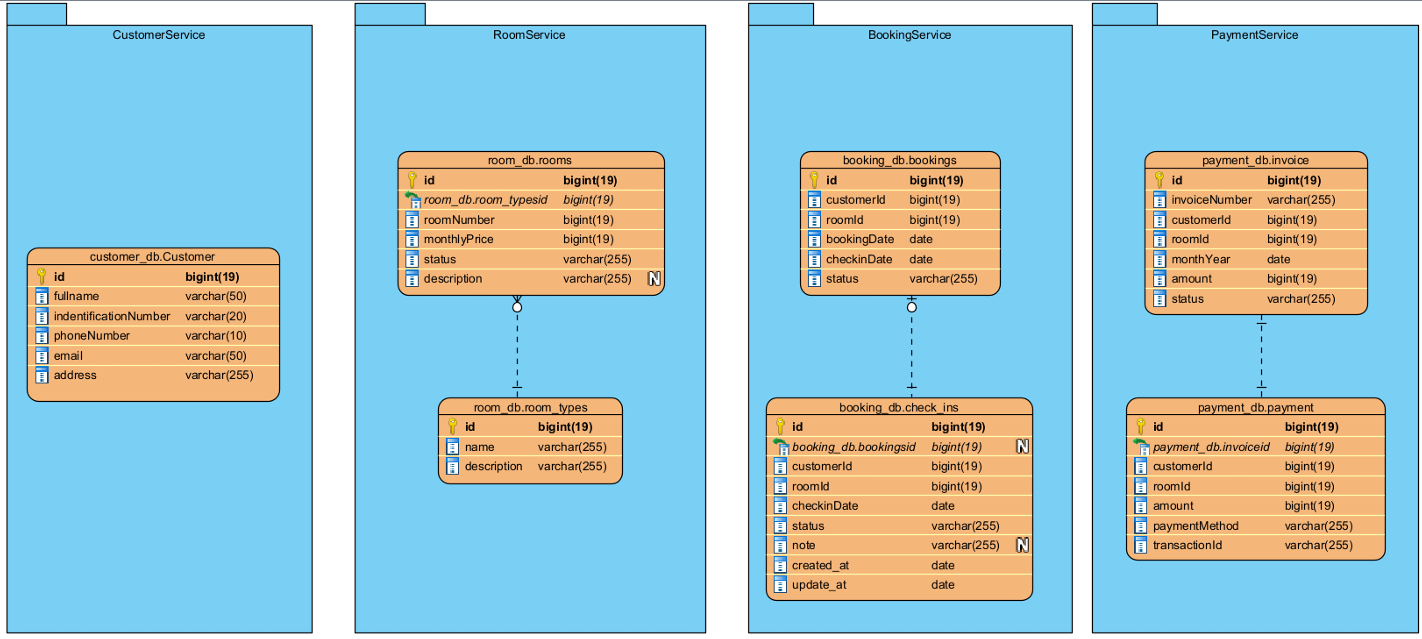 CustomerService
customer_db.Customer
id bigint(19)
fullname varchar(50)
indentificationNumber varchar(20)
phoneNumber varchar(10)
email varchar(50)
address varchar(255)
RoomService
room_db.rooms
id bigint(19)
room_db.room_typesid bigint(19)
roomNumber bigint(19)
monthlyPrice bigint(19)
status varchar(255)
description varchar(255) N
room_db.room_types
id bigint(19)
name varchar(255)
description varchar(255)
BookingService
booking_db.bookings
id bigint(19)
customerId bigint(19)
roomId bigint(19)
bookingDate date
checkinDate date
status varchar(255)
booking_db.check_ins
id bigint(19)
booking_db.bookingsid bigint(19) N
customerId bigint(19)
roomId bigint(19)
checkinDate date
status varchar(255)
note varchar(255) N
created_at date
update_at date
PaymentService
payment_db.invoice
id bigint(19)
invoiceNumber varchar(255)
customerId bigint(19)
roomId bigint(19)
monthYear date
amount bigint(19)
status varchar(255)
payment_db.payment
id bigint(19)
payment_db.invoiceid bigint(19)
customerId bigint(19)
roomId bigint(19)
amount bigint(19)
paymentMethod varchar(255)
transactionId varchar(255)